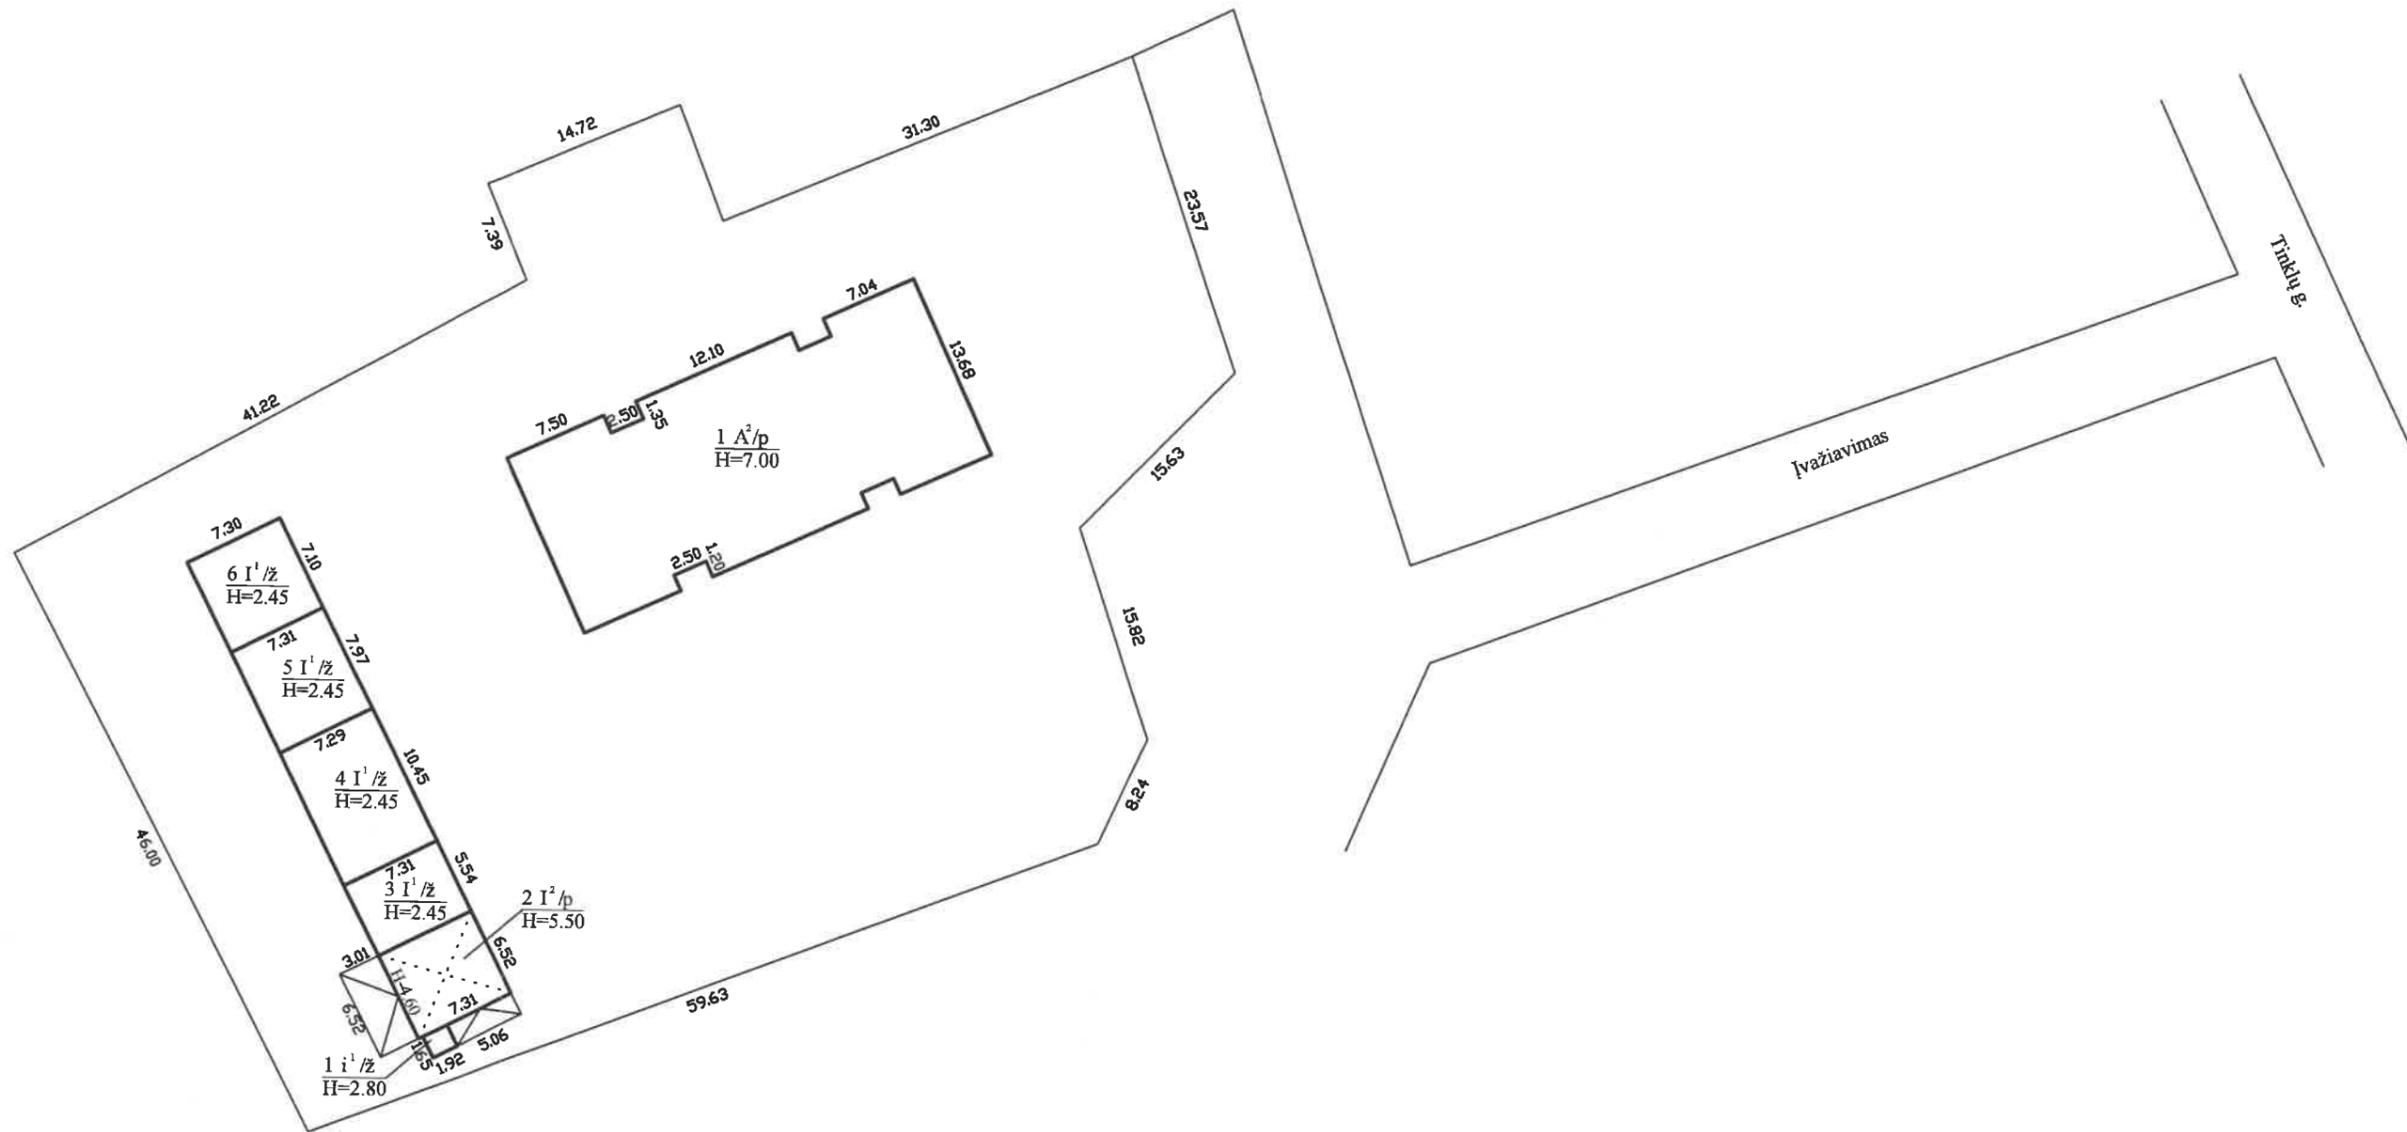 14.72
31.30
7.39
23.57
7.04
12.10
13.68
7.50
2.50
1.35
41.22
1 A²/p
H=7.00
Tinklų g.
Įvažiavimas
15.63
7.30
7.10
2.50
1.20
6 I¹/ž
H=2.45
7.31
7.97
15.82
5 I¹/ž
H=2.45
7.29
10.45
4 I¹/ž
H=2.45
8.24
46.00
7.31
5.54
3 I¹/ž
H=2.45
2 I²/p
H=5.50
3.01
6.52
H=4.60
7.31
6.52
59.63
5.06
1.65
1.92
1 i¹/ž
H=2.80